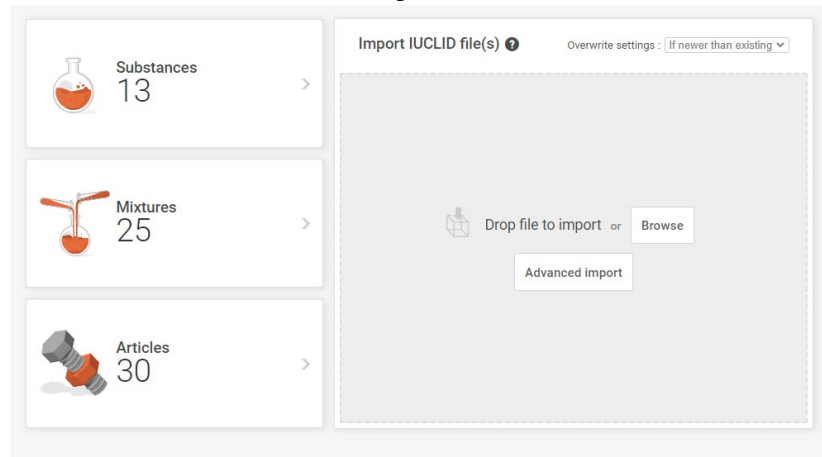 Substances
13
Mixtures
25
Articles
30
Import IUCLID file(s) ?
Overwrite settings : If newer than existing
Drop file to import or Browse
Advanced import